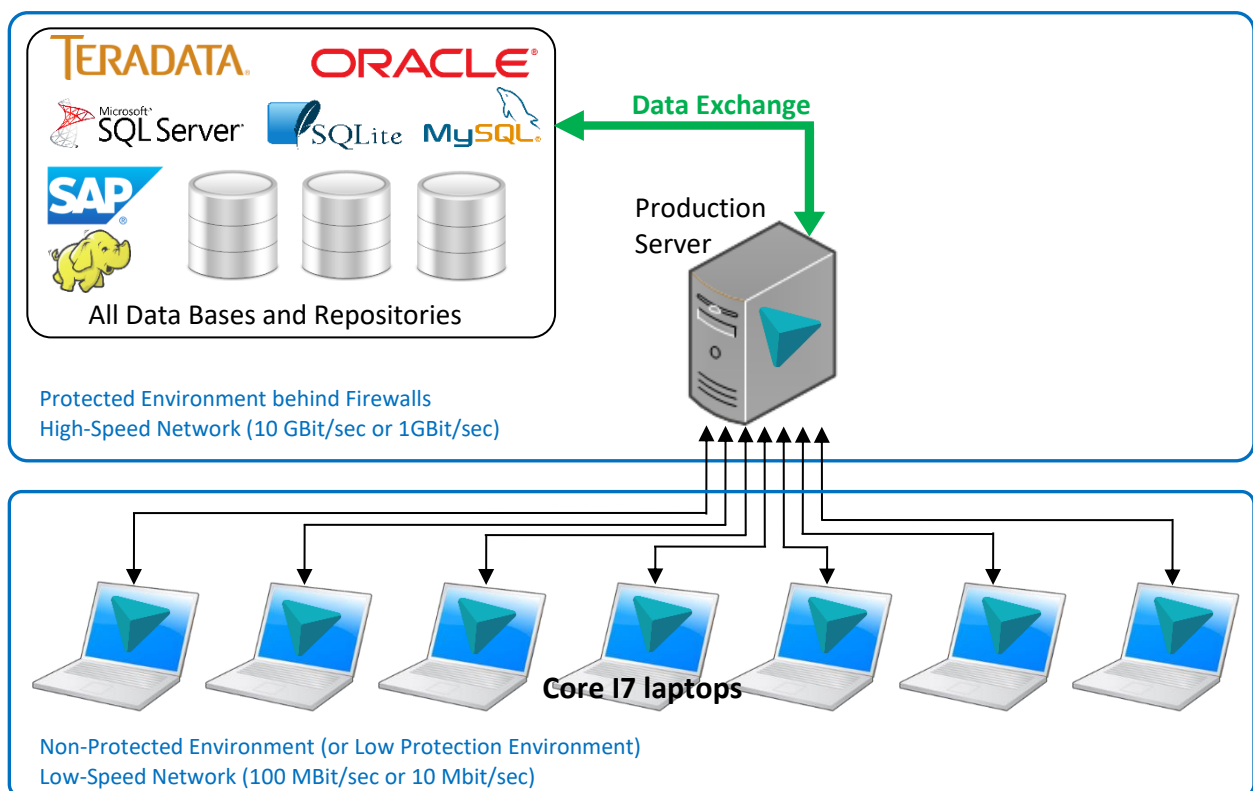 TERADATA.
ORACLE®
Microsoft®
SQL Server®
SQLite
MySQL®
Data Exchange
SAP®
Production
Server
All Data Bases and Repositories
Protected Environment behind Firewalls
High-Speed Network (10 GBit/sec or 1GBit/sec)
Core I7 laptops
Non-Protected Environment (or Low Protection Environment)
Low-Speed Network (100 MBit/sec or 10 Mbit/sec)